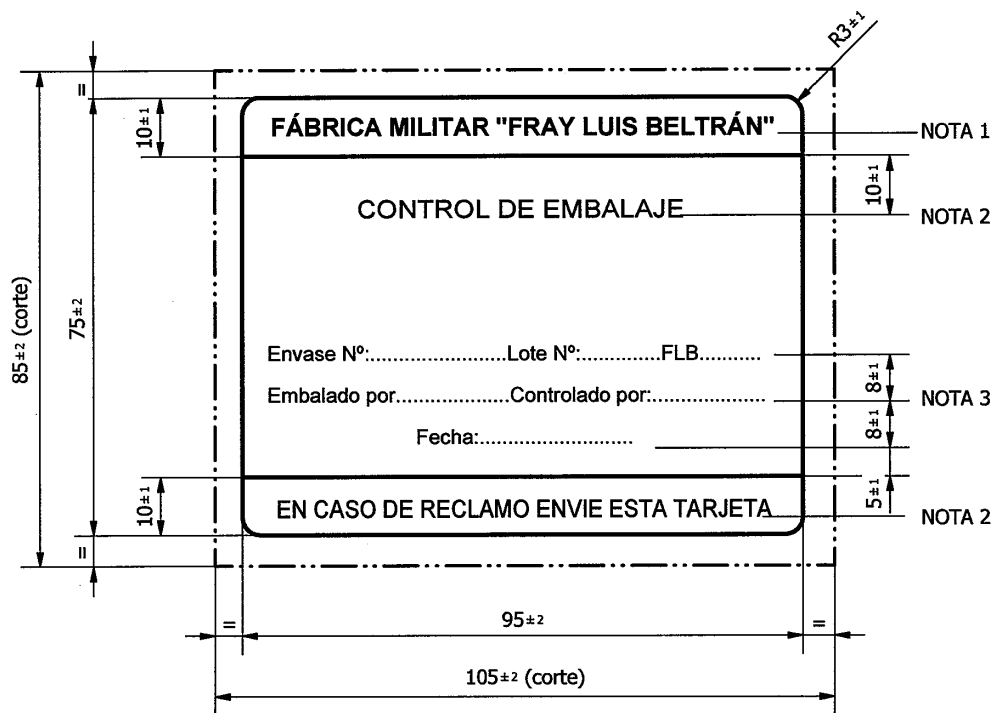 R3±1
=
10±1
FÁBRICA MILITAR "FRAY LUIS BELTRÁN"
NOTA 1
10±1
CONTROL DE EMBALAJE
NOTA 2
85±2 (corte)
75±2
Envase Nº:.........................Lote Nº:..............FLB...........
8±1
Embalado por.....................Controlado por:.....................
NOTA 3
8±1
Fecha:............................
10±1
5±1
EN CASO DE RECLAMO ENVIE ESTA TARJETA
NOTA 2
=
=
95±2
=
105±2 (corte)